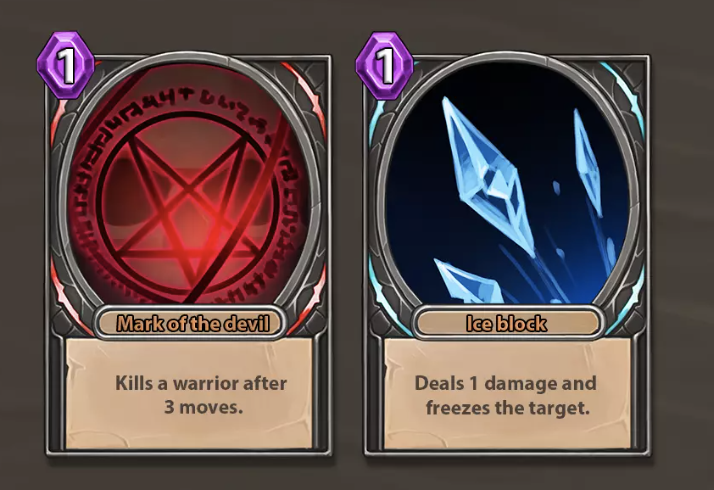 1
Mark of the devil
Kills a warrior after
3 moves.
1
Ice block
Deals 1 damage and
freezes the target.